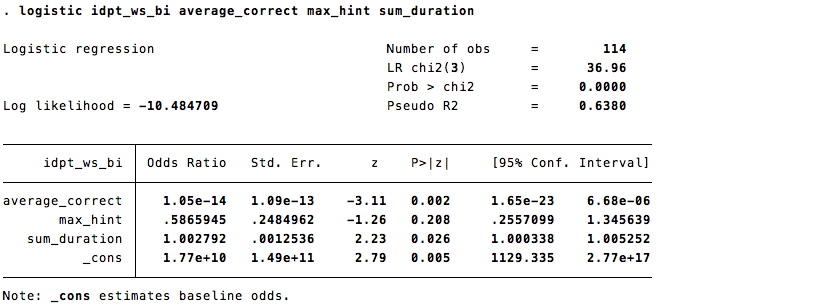 . logistic idpt_ws_bi average_correct max_hint sum_duration
Logistic regression Number of obs = 114
LR chi2(3) = 36.96
Prob > chi2 = 0.0000
Log likelihood = -10.484709 Pseudo R2 = 0.6380
idpt_ws_bi Odds Ratio Std. Err. z P>|z| [95% Conf. Interval]
average_correct 1.05e-14 1.09e-13 -3.11 0.002 1.65e-23 6.68e-06
max_hint .5865945 .2484962 -1.26 0.208 .2557099 1.345639
sum_duration 1.002792 .0012536 2.23 0.026 1.000338 1.005252
_cons 1.77e+10 1.49e+11 2.79 0.005 1129.335 2.77e+17
Note: _cons estimates baseline odds.